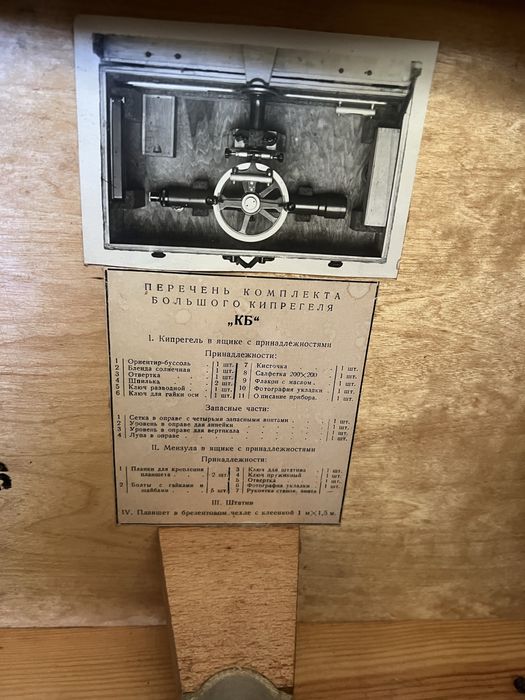 ПЕРЕЧЕНЬ КОМПЛЕКТА
БОЛЬШОГО КИПРЕГЕЛЯ
„КБ“
I. Кипрегель в ящике с принадлежностями
Принадлежности:
1 Ориентир-буссоль . . 1 шт.
2 Бленда солнечная . . 1 шт.
3 Отвертка . . . 1 шт.
4 Шпилька . . . 2 шт.
5 Ключ разводной . . 1 шт.
6 Ключ для гайки оси . 1 шт.
7 Кисточка . . . 1 шт.
8 Салфетка 200×200 1 шт.
9 Флакон с маслом . 1 шт.
10 Фотография укладки 1 шт.
11 Описание прибора. 1 шт.
Запасные части:
1 Сетка в оправе с четырьмя запасными винтами . . 1 шт.
2 Уровень в оправе для линейки . . . 1 шт.
3 Уровень в оправе для вертикала . . . 1 шт.
4 Лупа в оправе . . . 1 шт.
II. Мензула в ящике с принадлежностями
Принадлежности:
1 Планки для крепления планшета . . 2 шт.
2 Болты с гайками и шайбами . . 5 шт.
3 Ключ для штатива 1 шт.
4 Ключ пружинный 1 шт.
5 Отвертка . . 1 шт.
6 Фотография укладки . 1 шт.
7 Рукоятка станов. винта
III. Штатив
IV. Планшет в брезентовом чехле с клеенкой 1 м×1,5 м.